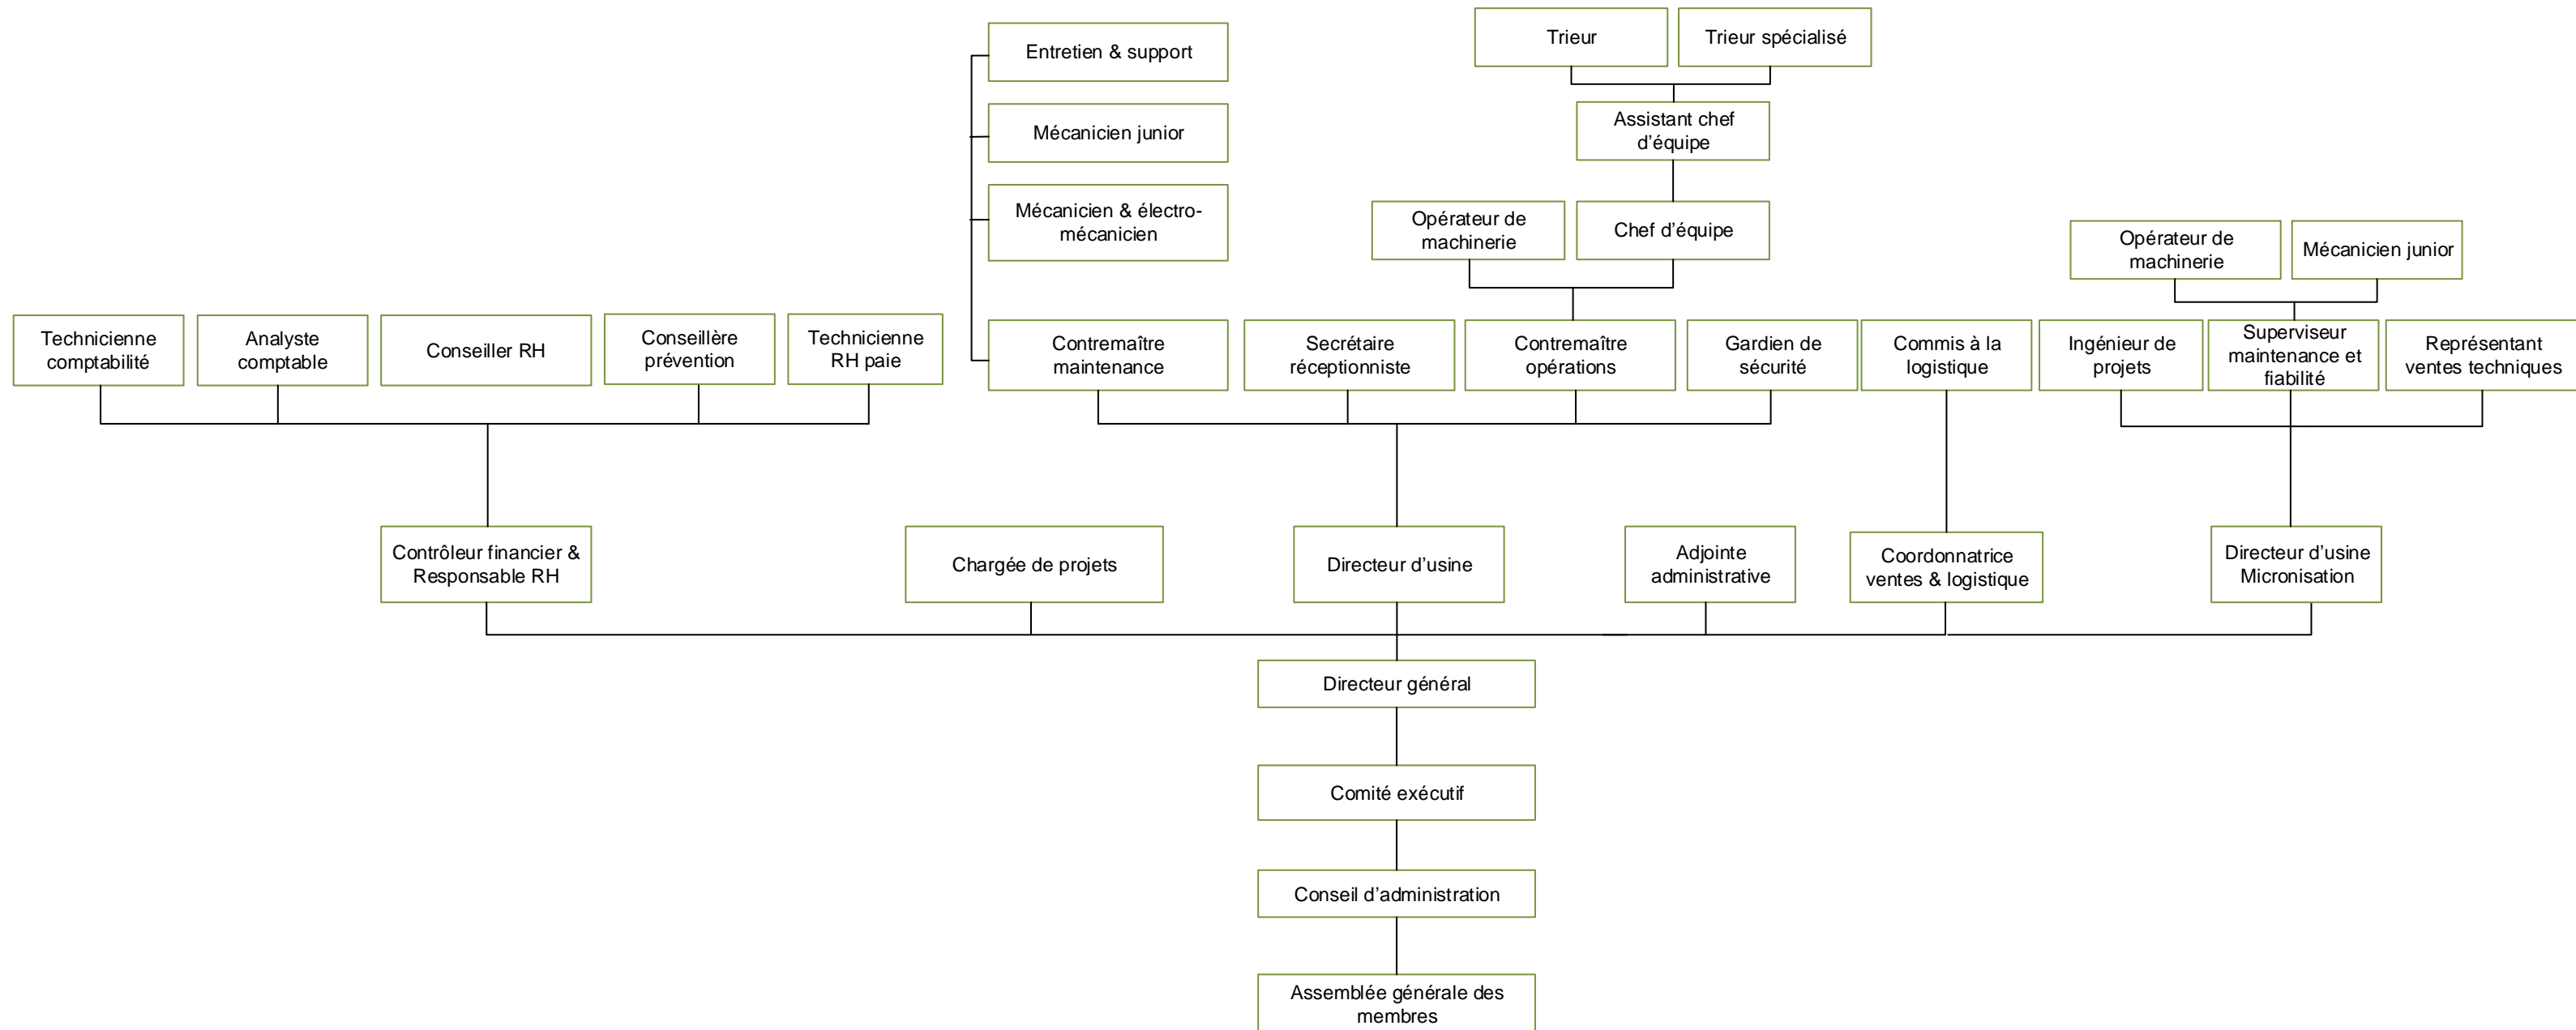 Trieur
Trieur spécialisé
Entretien & support
Assistant chef
d’équipe
Mécanicien junior
Mécanicien & électro-
mécanicien
Opérateur de
machinerie
Chef d’équipe
Opérateur de
machinerie
Mécanicien junior
Technicienne
comptabilité
Analyste
comptable
Conseiller RH
Conseillère
prévention
Technicienne
RH paie
Contremaître
maintenance
Secrétaire
réceptionniste
Contremaître
opérations
Gardien de
sécurité
Commis à la
logistique
Ingénieur de
projets
Superviseur
maintenance et
fiabilité
Représentant
ventes techniques
Contrôleur financier &
Responsable RH
Chargée de projets
Directeur d’usine
Adjointe
administrative
Coordonnatrice
ventes & logistique
Directeur d’usine
Micronisation
Directeur général
Comité exécutif
Conseil d’administration
Assemblée générale des
membres